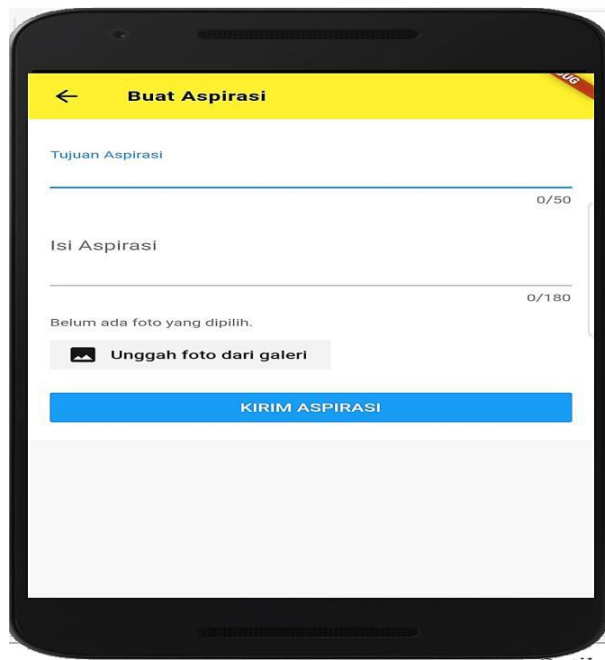 Buat Aspirasi
Tujuan Aspirasi
0/50
Isi Aspirasi
0/180
Belum ada foto yang dipilih.
Unggah foto dari galeri
KIRIM ASPIRASI